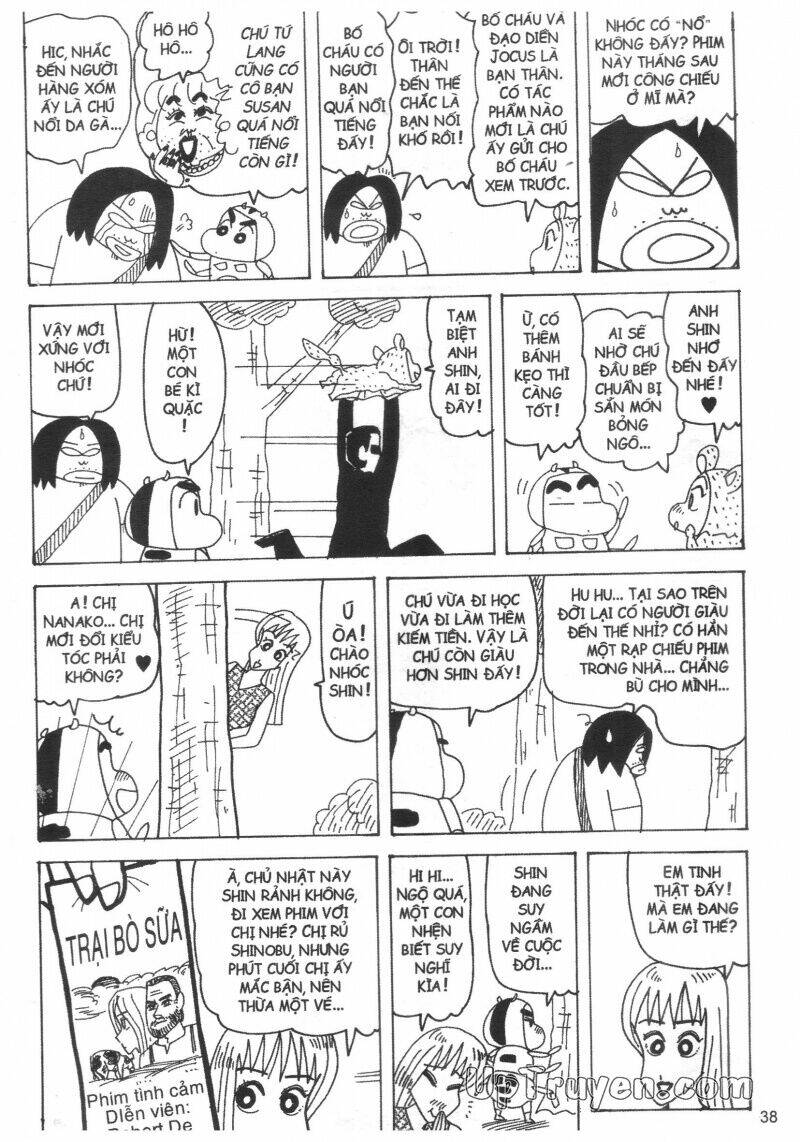 HIC, NHẮC
ĐẾN NGƯỜI
HÀNG XÓM
ẤY LÀ CHÚ
NỔI DA GÀ...
HÔ HÔ
HÔ...
CHÚ TỨ
LANG
CŨNG CÓ
CÔ BẠN
SUSAN
QUÁ NỔI
TIẾNG
CÒN GÌ!
BỐ
CHÁU CÓ
NGƯỜI
BẠN
QUÁ NỔI
TIẾNG
ĐẤY!
ÔI TRỜI!
THÂN
ĐẾN THẾ
CHẮC LÀ
BẠN NỐI
KHỐ RỒI!
BỐ CHÁU VÀ
ĐẠO DIỄN
JOCUS LÀ
BẠN THÂN.
CÓ TÁC
PHẨM NÀO
MỚI LÀ CHÚ
ẤY GỬI CHO
BỐ CHÁU
XEM TRƯỚC.
NHÓC CÓ "NỔ"
KHÔNG ĐẤY? PHIM
NÀY THÁNG SAU
MỚI CÔNG CHIẾU
Ở MĨ MÀ?
VẬY MỚI
XỨNG VỚI
NHÓC
CHỨ!
HỪ!
MỘT
CON
BÉ KÌ
QUẶC
!
TẠM
BIỆT
ANH
SHIN,
AI ĐI
ĐÂY!
Ừ, CÓ
THÊM
BÁNH
KẸO THÌ
CÀNG
TỐT!
AI SẼ
NHỜ CHÚ
ĐẦU BẾP
CHUẨN BỊ
SẴN MÓN
BỎNG
NGÔ...
ANH
SHIN
NHỚ
ĐẾN ĐẤY
NHÉ!
♥
A! CHỊ
NANAKO... CHỊ
MỚI ĐỔI KIỂU
TÓC PHẢI
KHÔNG? ♥
Ú
ÒA!
CHÀO
NHÓC
SHIN!
CHÚ VỪA ĐI HỌC
VỪA ĐI LÀM THÊM
KIẾM TIỀN. VẬY LÀ
CHÚ CÒN GIÀU
HƠN SHIN ĐẤY!
HU HU... TẠI SAO TRÊN
ĐỜI LẠI CÓ NGƯỜI GIÀU
ĐẾN THẾ NHỈ? CÓ HẲN
MỘT RẠP CHIẾU PHIM
TRONG NHÀ... CHẲNG
BÙ CHO MÌNH...
TRẠI BÒ SỮA
Phim tình cảm
Diễn viên:
Robert De
À, CHỦ NHẬT NÀY
SHIN RẢNH KHÔNG,
ĐI XEM PHIM VỚI
CHỊ NHÉ? CHỊ RỦ
SHINOBU, NHƯNG
PHÚT CUỐI CHỊ ẤY
MẮC BẬN, NÊN
THỪA MỘT VÉ...
HI HI...
NGỘ QUÁ,
MỘT CON
NHỆN
BIẾT SUY
NGHĨ
KÌA!
SHIN
ĐANG
SUY
NGẪM
VỀ CUỘC
ĐỜI...
EM TINH
THẬT ĐẤY!
MÀ EM ĐANG
LÀM GÌ THẾ?
Truyen.com
38